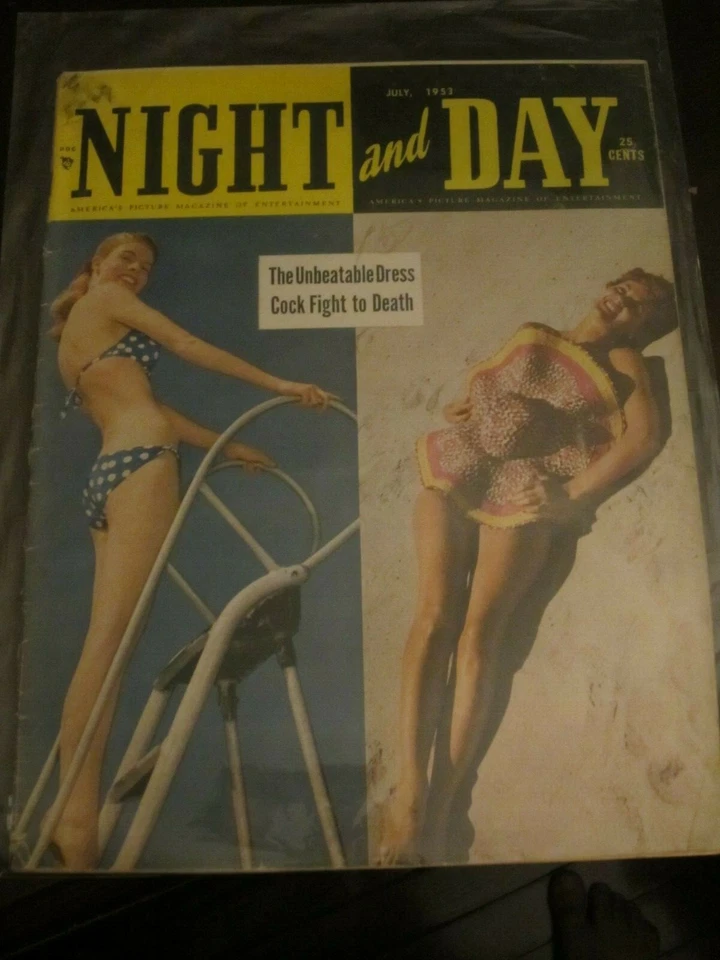 NIGHT and DAY
JULY, 1953
25
CENTS
AMERICA'S PICTURE MAGAZINE OF ENTERTAINMENT
AMERICA'S PICTURE MAGAZINE OF ENTERTAINMENT
The Unbeatable Dress
Cock Fight to Death